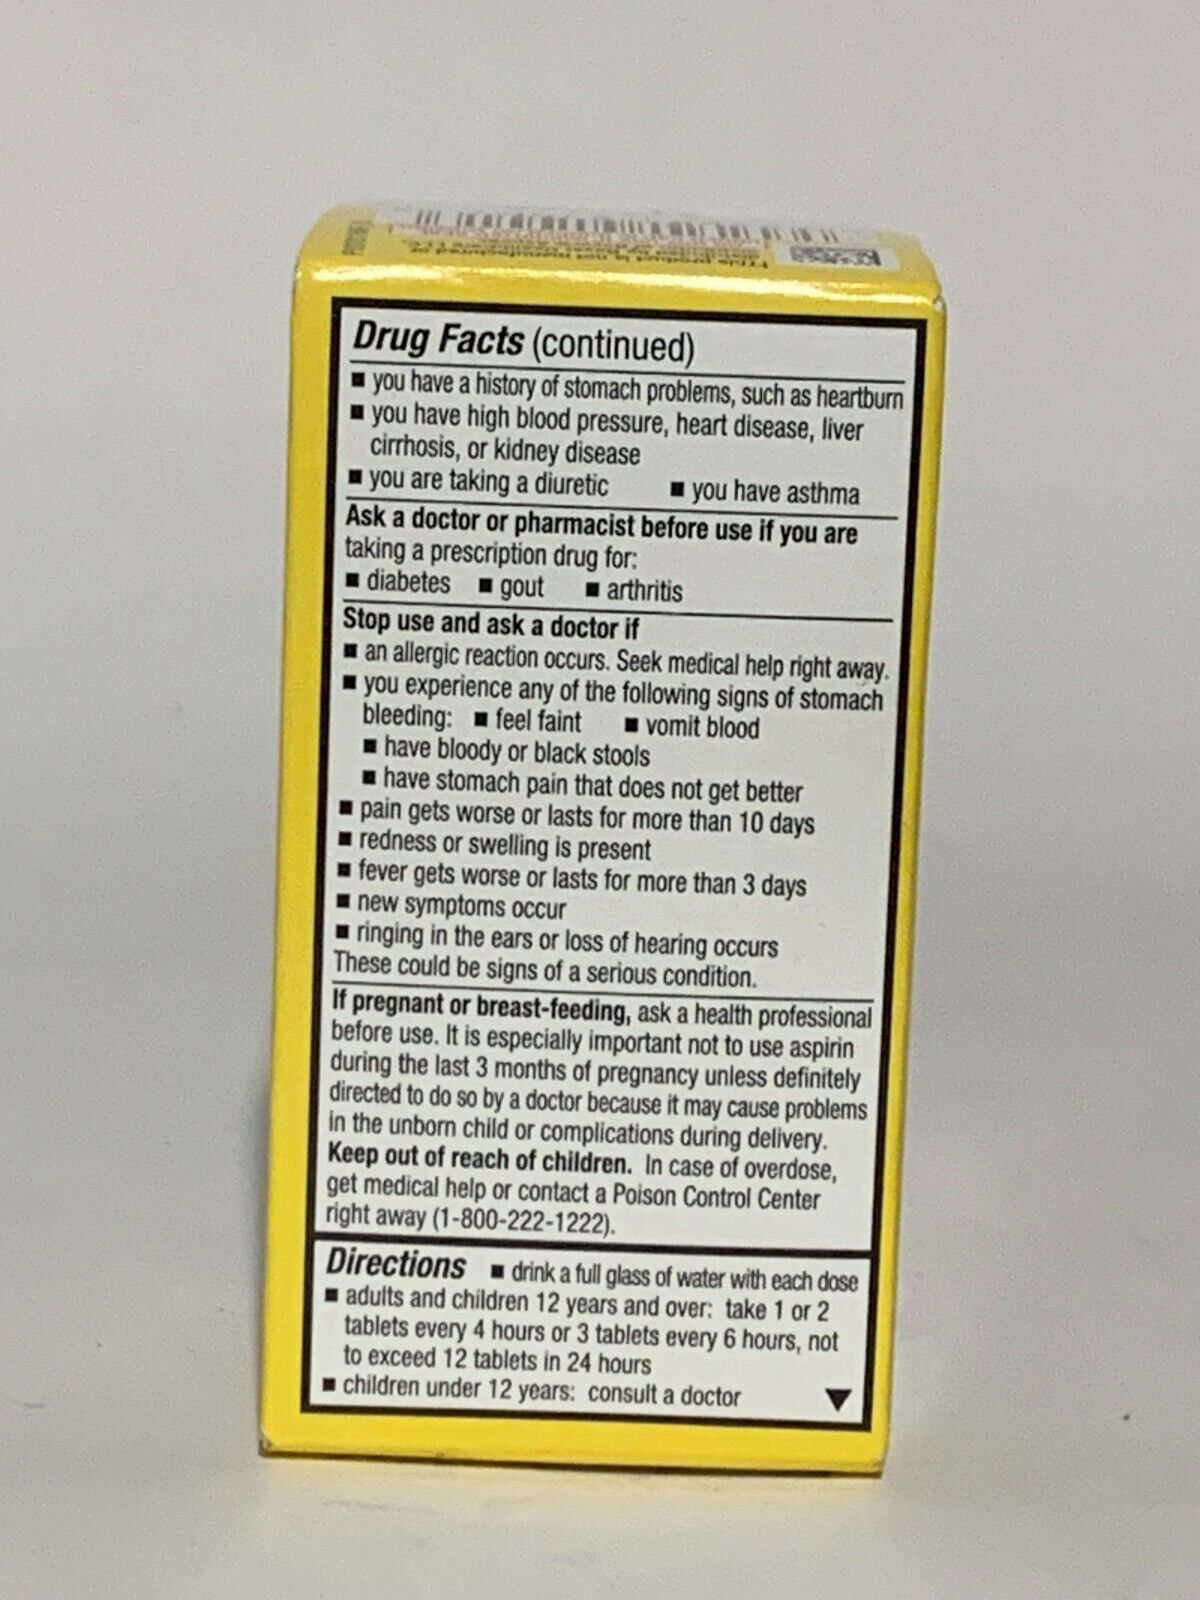 †This product is not manufactured or
Drug Facts (continued)
■ you have a history of stomach problems, such as heartburn
■ you have high blood pressure, heart disease, liver
cirrhosis, or kidney disease
■ you are taking a diuretic ■ you have asthma
Ask a doctor or pharmacist before use if you are
taking a prescription drug for:
■ diabetes ■ gout ■ arthritis
Stop use and ask a doctor if
■ an allergic reaction occurs. Seek medical help right away.
■ you experience any of the following signs of stomach
bleeding: ■ feel faint ■ vomit blood
■ have bloody or black stools
■ have stomach pain that does not get better
■ pain gets worse or lasts for more than 10 days
■ redness or swelling is present
■ fever gets worse or lasts for more than 3 days
■ new symptoms occur
■ ringing in the ears or loss of hearing occurs
These could be signs of a serious condition.
If pregnant or breast-feeding, ask a health professional
before use. It is especially important not to use aspirin
during the last 3 months of pregnancy unless definitely
directed to do so by a doctor because it may cause problems
in the unborn child or complications during delivery.
Keep out of reach of children. In case of overdose,
get medical help or contact a Poison Control Center
right away (1-800-222-1222).
Directions ■ drink a full glass of water with each dose
■ adults and children 12 years and over: take 1 or 2
tablets every 4 hours or 3 tablets every 6 hours, not
to exceed 12 tablets in 24 hours
■ children under 12 years: consult a doctor